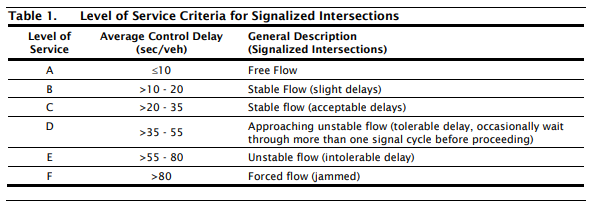 Table 1. Level of Service Criteria for Signalized Intersections
Level of Service Average Control Delay (sec/veh) General Description (Signalized Intersections)
A ≤10 Free Flow
B >10 - 20 Stable Flow (slight delays)
C >20 - 35 Stable flow (acceptable delays)
D >35 - 55 Approaching unstable flow (tolerable delay, occasionally wait
through more than one signal cycle before proceeding)
E >55 - 80 Unstable flow (intolerable delay)
F >80 Forced flow (jammed)